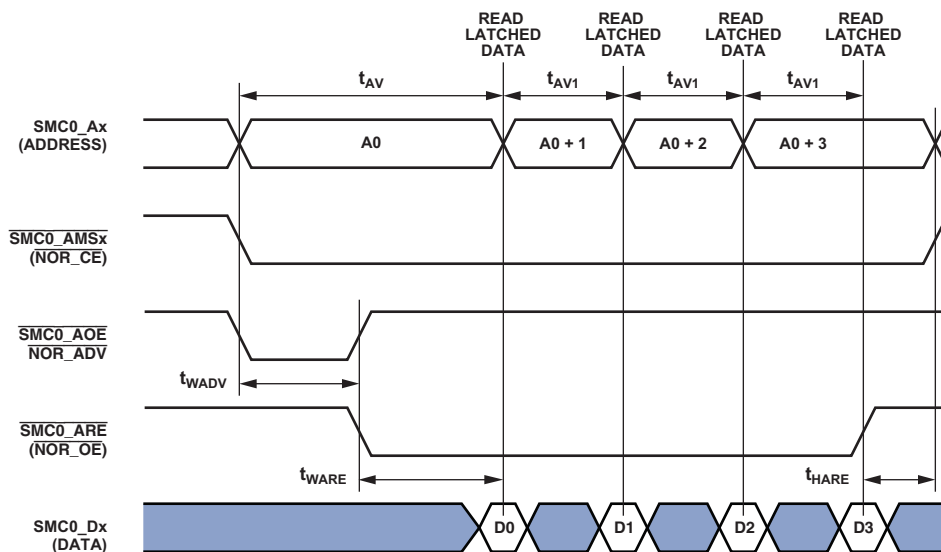 READ LATCHED DATA
READ LATCHED DATA
READ LATCHED DATA
READ LATCHED DATA
tAV
tAV1
tAV1
tAV1
SMC0_Ax
(ADDRESS)
A0
A0 + 1
A0 + 2
A0 + 3
SMC0_AMSx
(NOR_CE)
SMC0_AOE
NOR_ADV
tWADV
SMC0_ARE
(NOR_OE)
tWARE
tHARE
SMC0_Dx
(DATA)
D0
D1
D2
D3